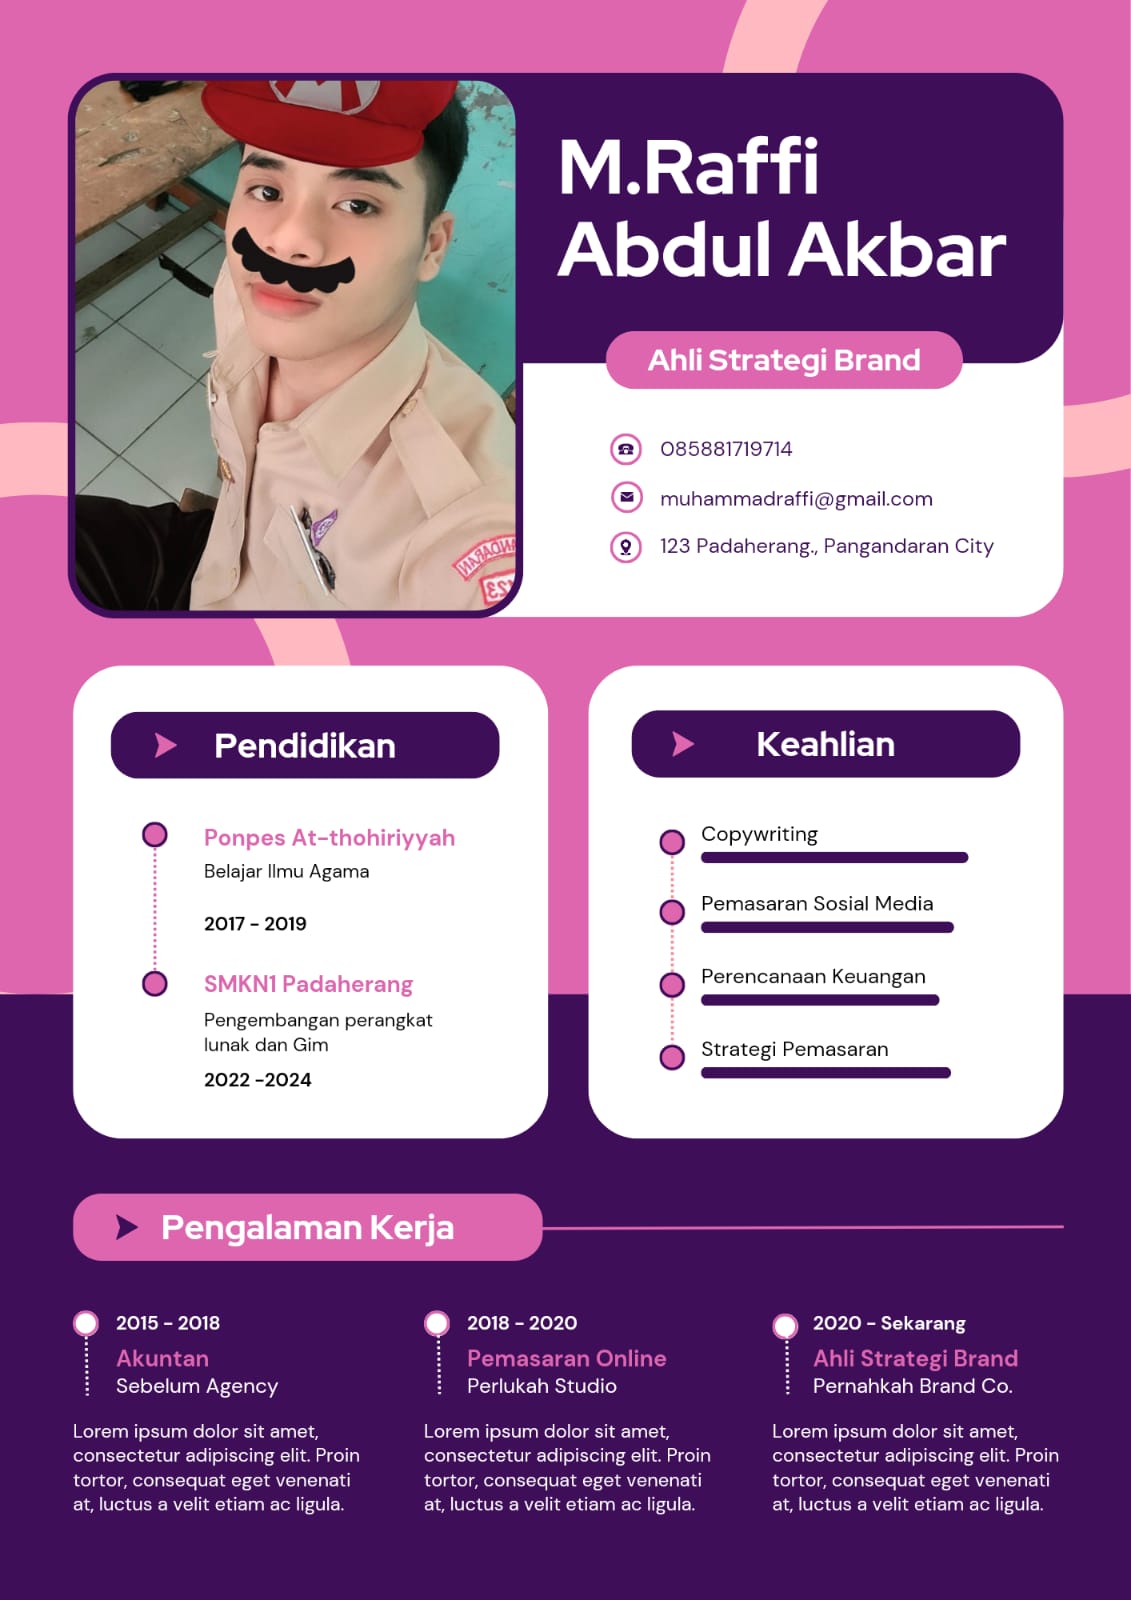 M.Raffi
Abdul Akbar
Ahli Strategi Brand
085881719714
muhammadraffi@gmail.com
123 Padaherang., Pangandaran City
Pendidikan
Ponpes At-thohiriyyah
Belajar Ilmu Agama
2017 - 2019
SMKN1 Padaherang
Pengembangan perangkat
lunak dan Gim
2022 -2024
Keahlian
Copywriting
Pemasaran Sosial Media
Perencanaan Keuangan
Strategi Pemasaran
Pengalaman Kerja
2015 - 2018
Akuntan
Sebelum Agency
Lorem ipsum dolor sit amet,
consectetur adipiscing elit. Proin
tortor, consequat eget venenati
at, luctus a velit etiam ac ligula.
2018 - 2020
Pemasaran Online
Perlukah Studio
Lorem ipsum dolor sit amet,
consectetur adipiscing elit. Proin
tortor, consequat eget venenati
at, luctus a velit etiam ac ligula.
2020 - Sekarang
Ahli Strategi Brand
Pernahkah Brand Co.
Lorem ipsum dolor sit amet,
consectetur adipiscing elit. Proin
tortor, consequat eget venenati
at, luctus a velit etiam ac ligula.